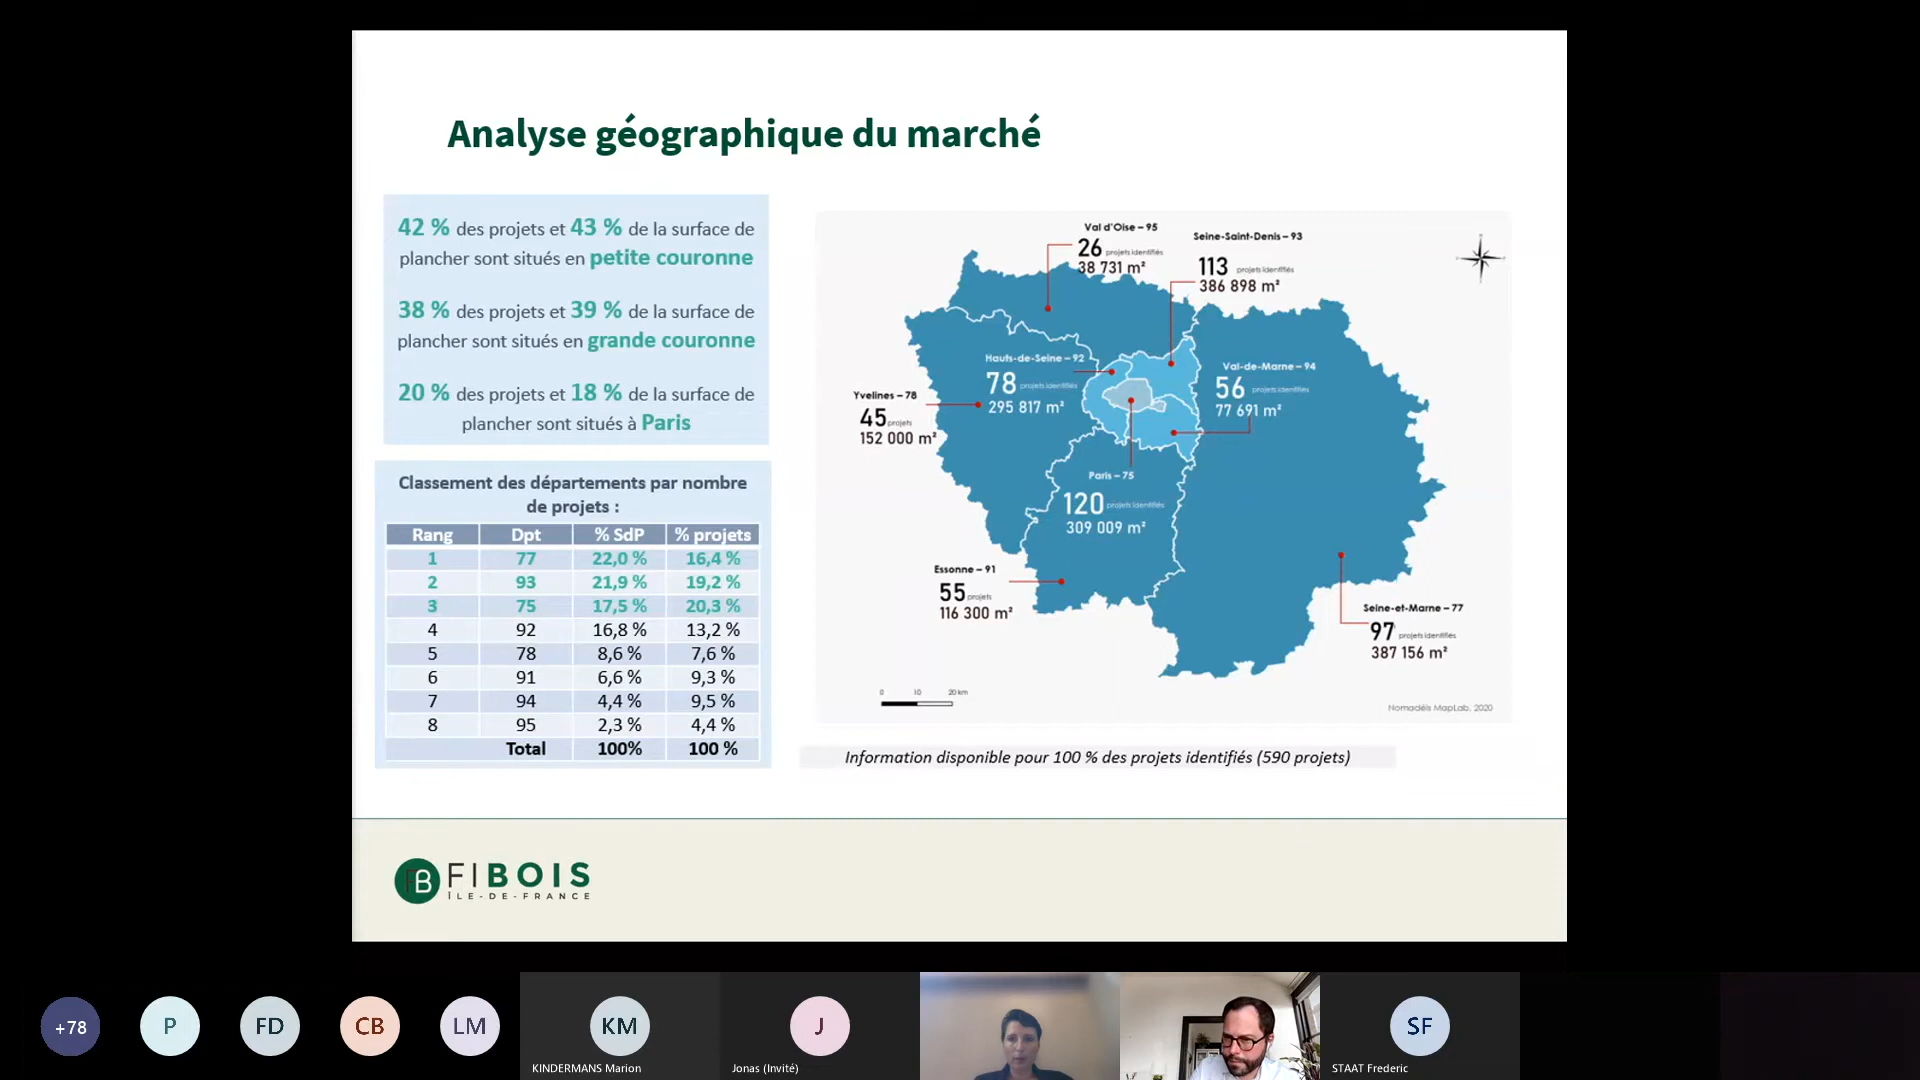 Analyse géographique du marché
42 % des projets et 43 % de la surface de
plancher sont situés en petite couronne
38 % des projets et 39 % de la surface de
plancher sont situés en grande couronne
20 % des projets et 18 % de la surface de
plancher sont situés à Paris
Classement des départements par nombre
de projets :
Rang Dpt % SdP % projets
1 77 22,0 % 16,4 %
2 93 21,9 % 19,2 %
3 75 17,5 % 20,3 %
4 92 16,8 % 13,2 %
5 78 8,6 % 7,6 %
6 91 6,6 % 9,3 %
7 94 4,4 % 9,5 %
8 95 2,3 % 4,4 %
Total 100% 100 %
Val d'Oise – 95
26 projets identifiés
38 731 m²
Seine-Saint-Denis – 93
113 projets identifiés
386 898 m²
Hauts-de-Seine – 92
78 projets identifiés
295 817 m²
Val-de-Marne – 94
56 projets identifiés
77 691 m²
Yvelines – 78
45 projets
152 000 m²
Paris – 75
120 projets identifiés
309 009 m²
Essonne – 91
55 projets
116 300 m²
Seine-et-Marne – 77
97 projets identifiés
387 156 m²
0 10 20 km
Nomadéis MapLab, 2020
Information disponible pour 100 % des projets identifiés (590 projets)
FB FIBOIS
ÎLE-DE-FRANCE
+78 P FD CB LM KM J SF
KINDERMANS Marion
Jonas (Invité)
STAAT Frederic